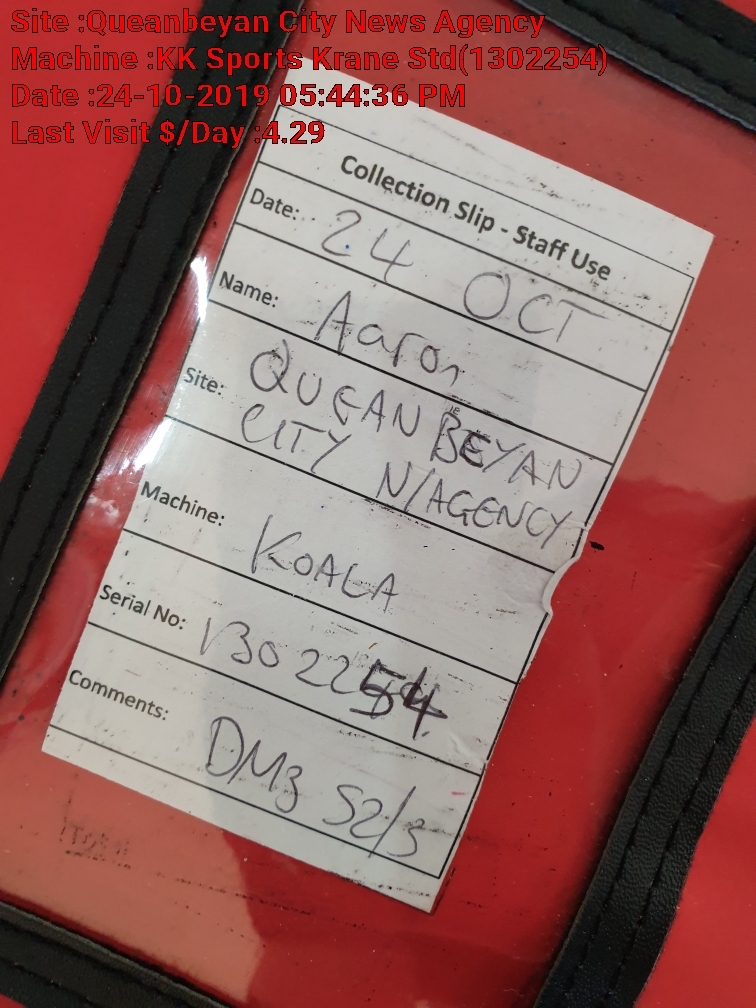 Site :Queanbeyan City News Agency
Machine :KK Sports Krane Std(1302254)
Date :24-10-2019 05:44:36 PM
Last Visit $/Day :4.29
Collection Slip - Staff Use
Date: 24 OCT
Name: Aaron
Site: QUEANBEYAN
CITY N/AGENCY
Machine: KOALA
Serial No: 1302254
Comments: DM3 S2/3